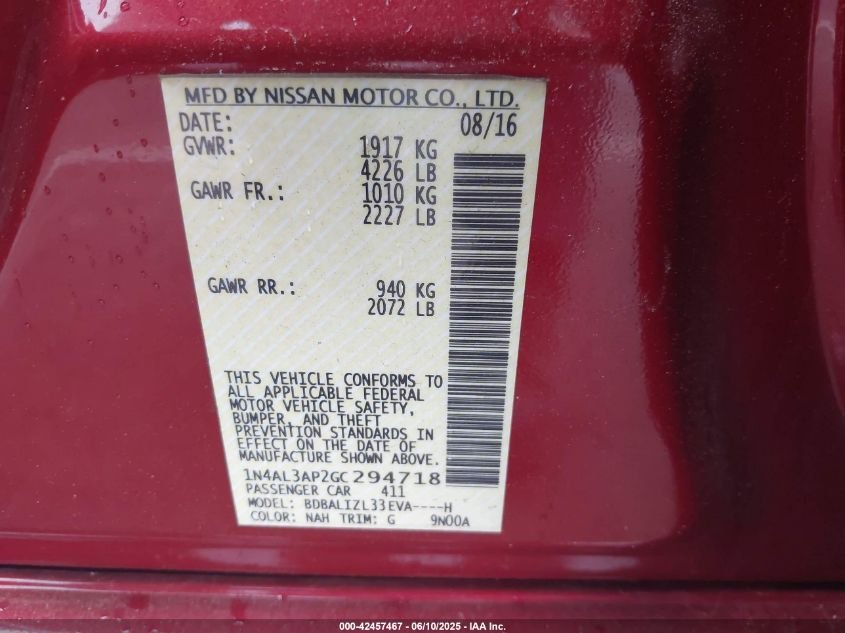 MFD BY NISSAN MOTOR CO., LTD.
DATE: 08/16
GVWR: 1917 KG
4226 LB
GAWR FR.: 1010 KG
2227 LB
GAWR RR.: 940 KG
2072 LB
THIS VEHICLE CONFORMS TO
ALL APPLICABLE FEDERAL
MOTOR VEHICLE SAFETY,
BUMPER, AND THEFT
PREVENTION STANDARDS IN
EFFECT ON THE DATE OF
MANUFACTURE SHOWN ABOVE.
1N4AL3AP2GC294718
PASSENGER CAR 411
MODEL: BDBALIZL33EVA----H
COLOR: NAH TRIM: G 9N00A
000-42457467 - 06/10/2025 - IAA Inc.